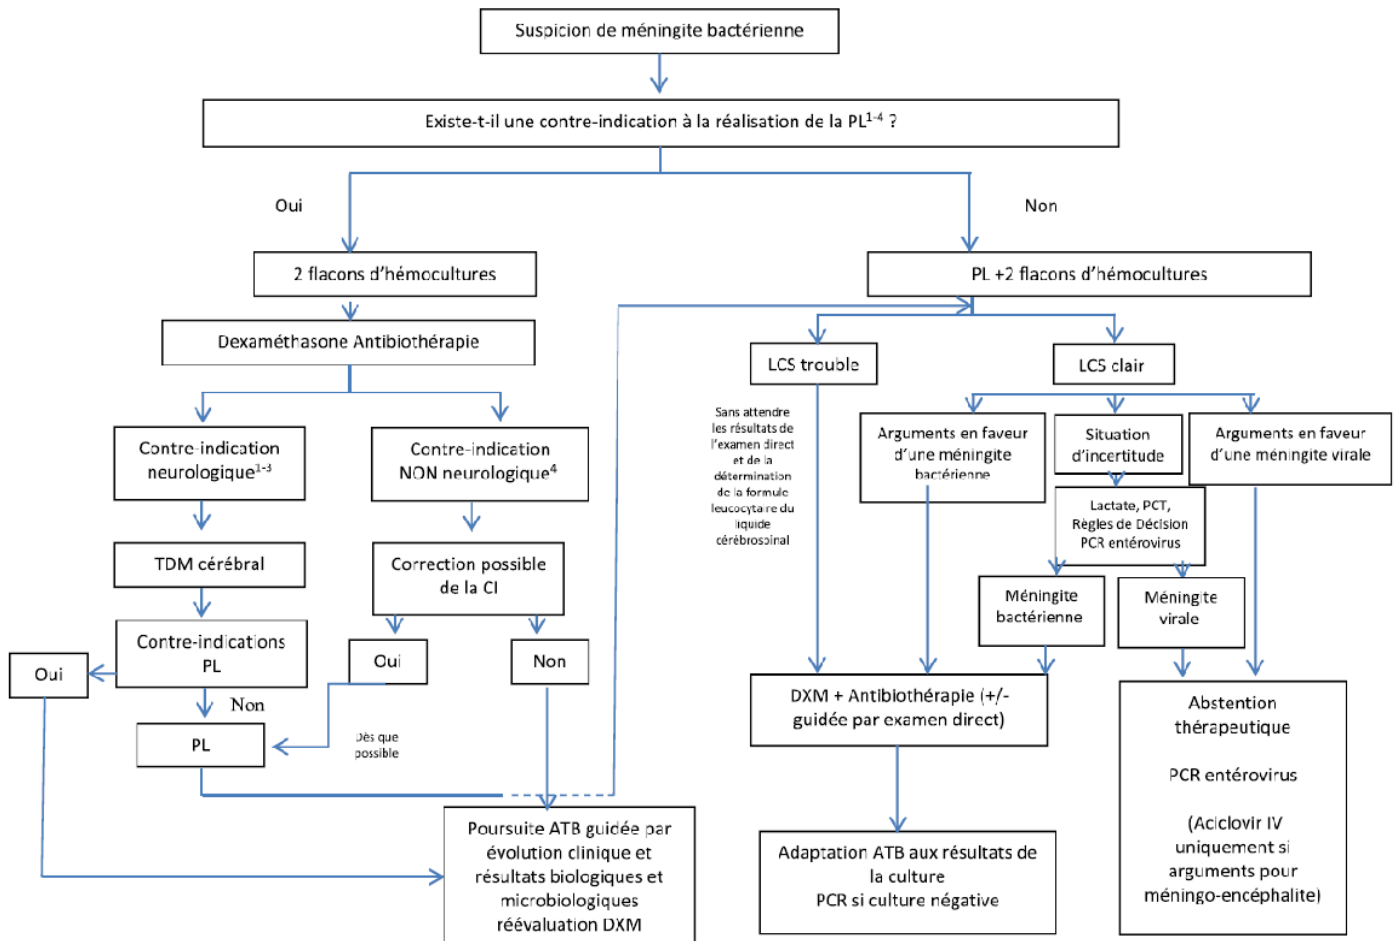 Suspicion de méningite bactérienne
Existe-t-il une contre-indication à la réalisation de la PL1-4 ?
Oui
Non
2 flacons d'hémocultures
PL +2 flacons d'hémocultures
Dexaméthasone Antibiothérapie
LCS trouble
LCS clair
Sans attendre
les résultats de
l'examen direct
et de la
détermination
de la formule
leucocytaire du
liquide
cérébrospinal
Contre-indication
neurologique1-3
Contre-indication
NON neurologique4
Arguments en faveur
d'une méningite
bactérienne
Situation
d'incertitude
Arguments en faveur
d'une méningite virale
Lactate, PCT,
Règles de Décision
PCR entérovirus
TDM cérébral
Correction possible
de la CI
Méningite
bactérienne
Méningite
virale
Contre-indications
PL
Oui
Oui
Non
Non
PL
Dès que
possible
DXM + Antibiothérapie (+/-
guidée par examen direct)
Abstention
thérapeutique
PCR entérovirus
(Aciclovir IV
uniquement si
arguments pour
méningo-encéphalite)
Poursuite ATB guidée par
évolution clinique et
résultats biologiques et
microbiologiques
réévaluation DXM
Adaptation ATB aux résultats de
la culture
PCR si culture négative